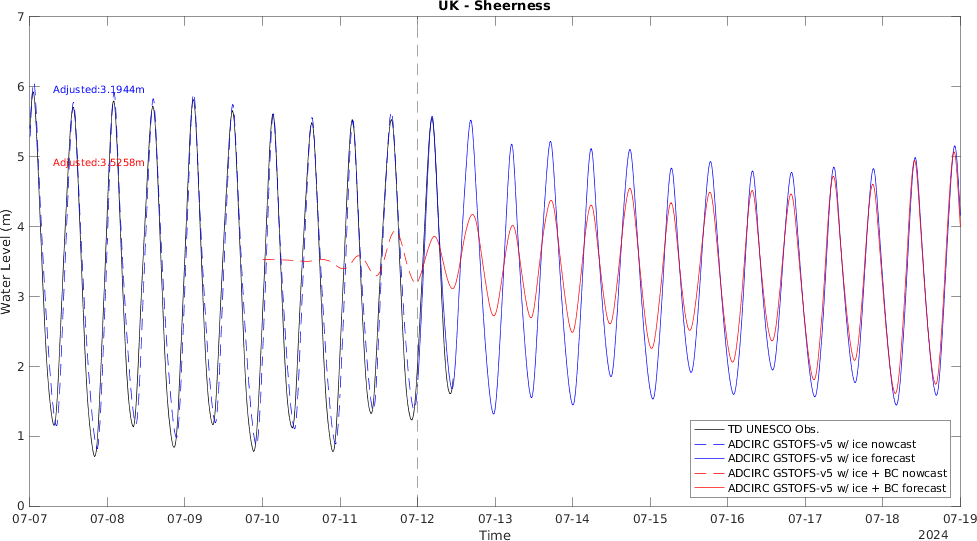 UK - Sheerness
7
6
5
4
3
2
1
0
Water Level (m)
Adjusted:3.1944m
Adjusted:3.5258m
TD UNESCO Obs.
ADCIRC GSTOFS-v5 w/ ice nowcast
ADCIRC GSTOFS-v5 w/ ice forecast
ADCIRC GSTOFS-v5 w/ ice + BC nowcast
ADCIRC GSTOFS-v5 w/ ice + BC forecast
07-07 07-08 07-09 07-10 07-11 07-12 07-13 07-14 07-15 07-16 07-17 07-18 07-19
Time
2024